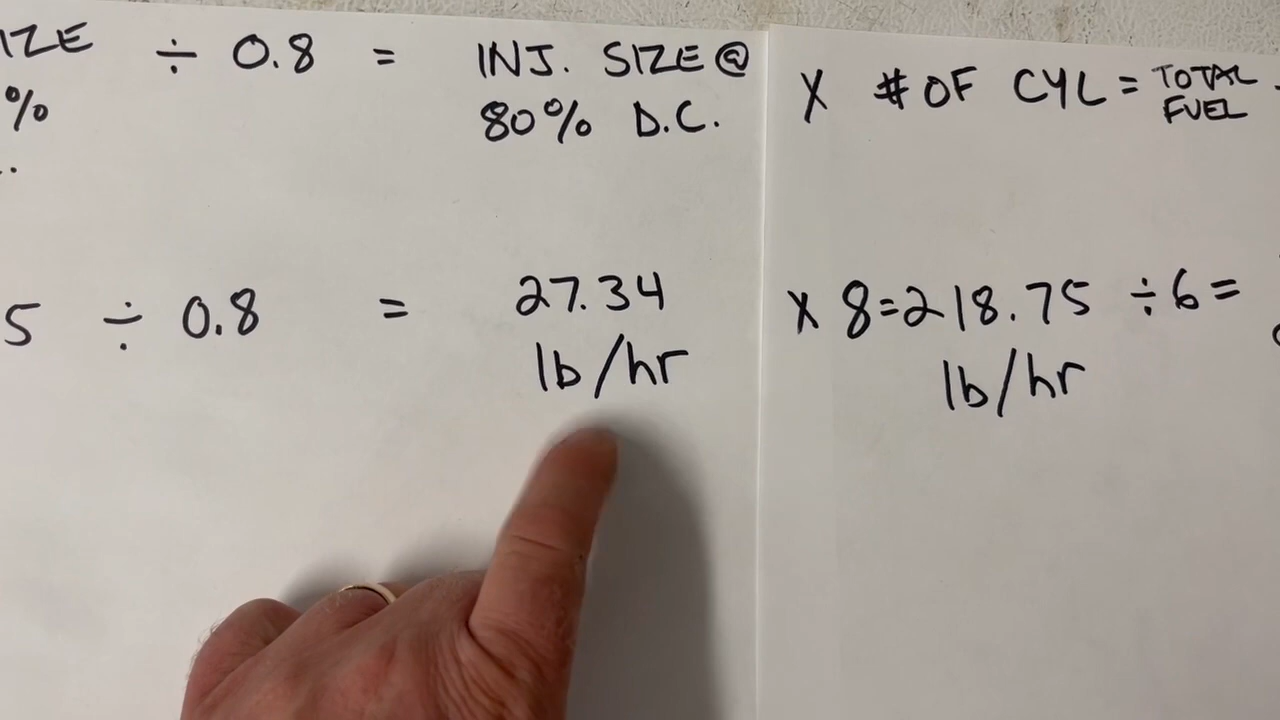 IZE ÷ 0.8 = INJ. SIZE @ X # OF CYL = TOTAL FUEL
% 80% D.C.
5 ÷ 0.8 = 27.34 x 8=218.75 ÷6=
lb/hr lb/hr